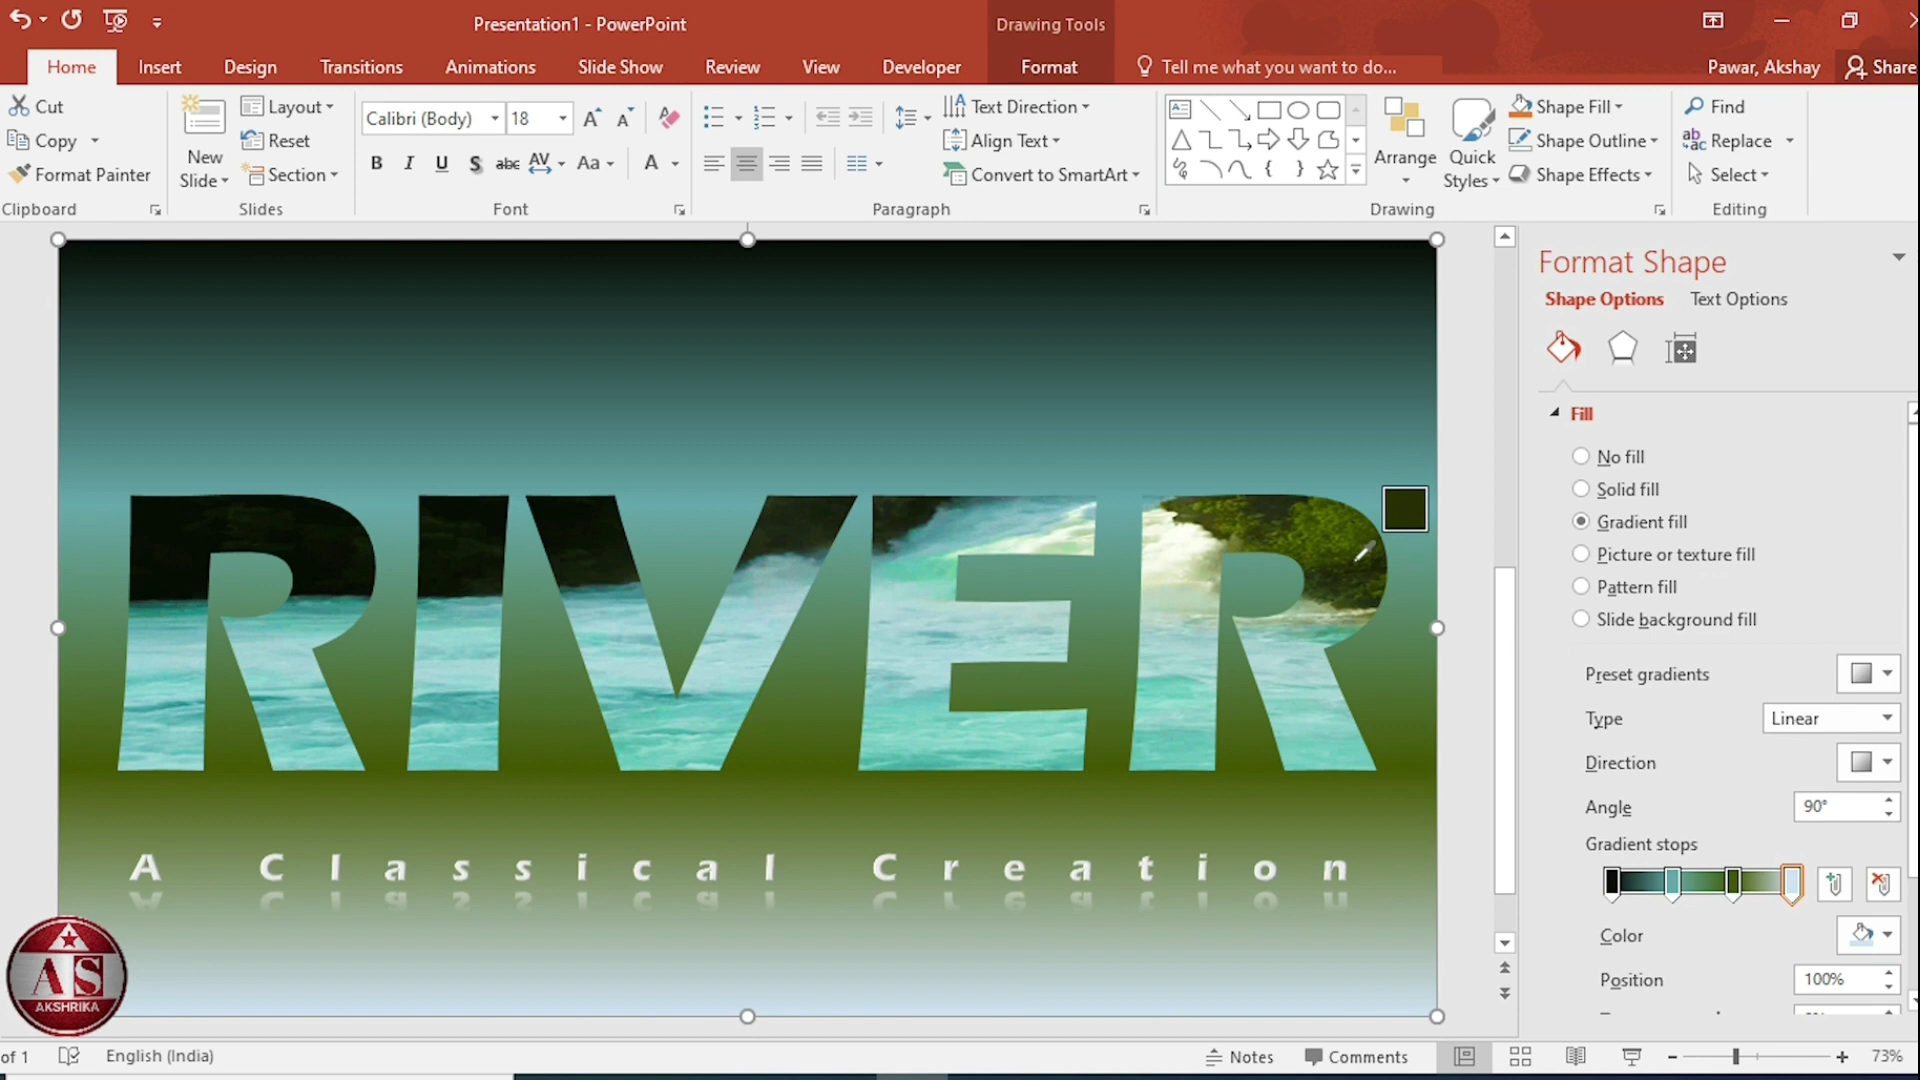 Presentation1 - PowerPoint
Drawing Tools
Home Insert Design Transitions Animations Slide Show Review View Developer Format Tell me what you want to do... Pawar, Akshay Share
Cut
Copy
Format Painter
Clipboard
New
Slide
Layout
Reset
Section
Slides
Calibri (Body) 18
B I U S abc AV Aa A
Font
Text Direction
Align Text
Convert to SmartArt
Paragraph
Arrange
Quick
Styles
Shape Fill
Shape Outline
Shape Effects
Drawing
Find
Replace
Select
Editing
RIVER
A Classical Creation
AS
AKSHRIKA
Format Shape
Shape Options Text Options
Fill
No fill
Solid fill
Gradient fill
Picture or texture fill
Pattern fill
Slide background fill
Preset gradients
Type Linear
Direction
Angle 90°
Gradient stops
Color
Position 100%
of 1 English (India) Notes Comments 73%